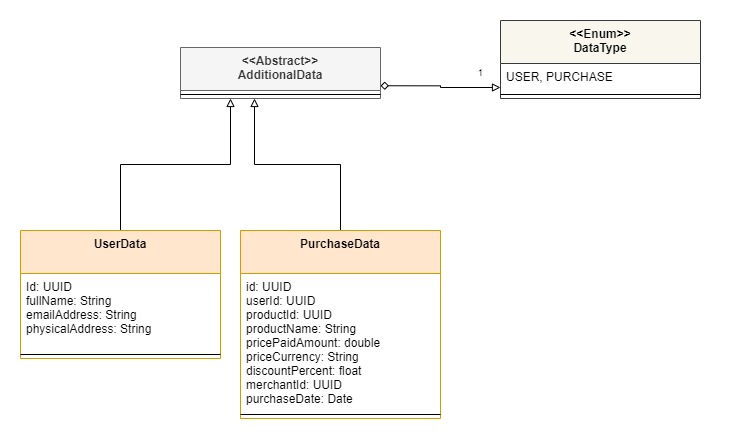 <<Abstract>>
AdditionalData
1
<<Enum>>
DataType
USER, PURCHASE
UserData
Id: UUID
fullName: String
emailAddress: String
physicalAddress: String
PurchaseData
id: UUID
userId: UUID
productId: UUID
productName: String
pricePaidAmount: double
priceCurrency: String
discountPercent: float
merchantId: UUID
purchaseDate: Date